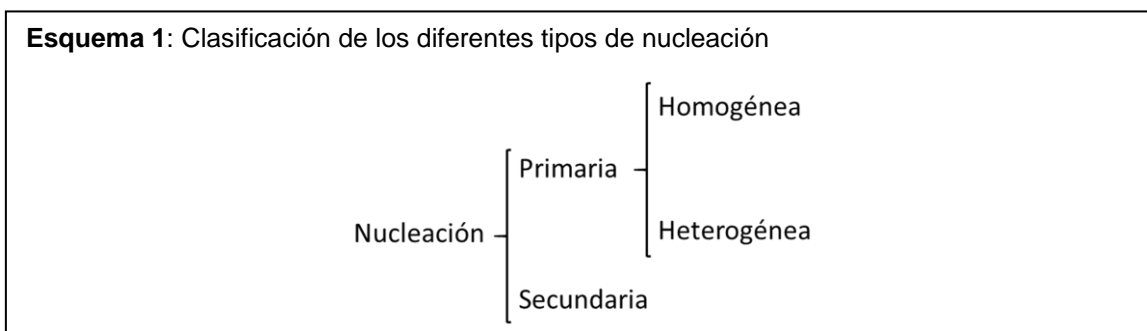 Esquema 1: Clasificación de los diferentes tipos de nucleación
Homogénea
Primaria
Nucleación
Heterogénea
Secundaria